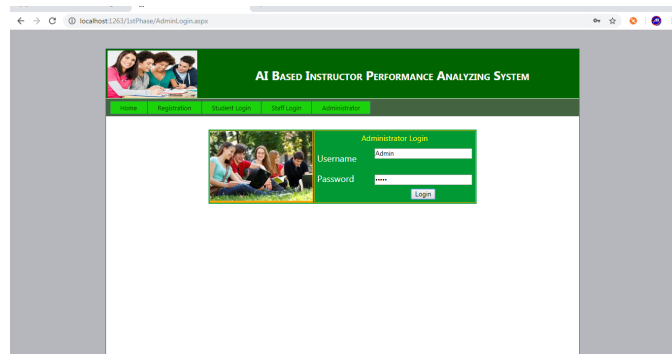 localhost:1263/1stPhase/AdminLogin.aspx
AI Based Instructor Performance Analyzing System
Home Registration Student Login Staff Login Administrator
Administrator Login
Username Admin
Password •••••
Login